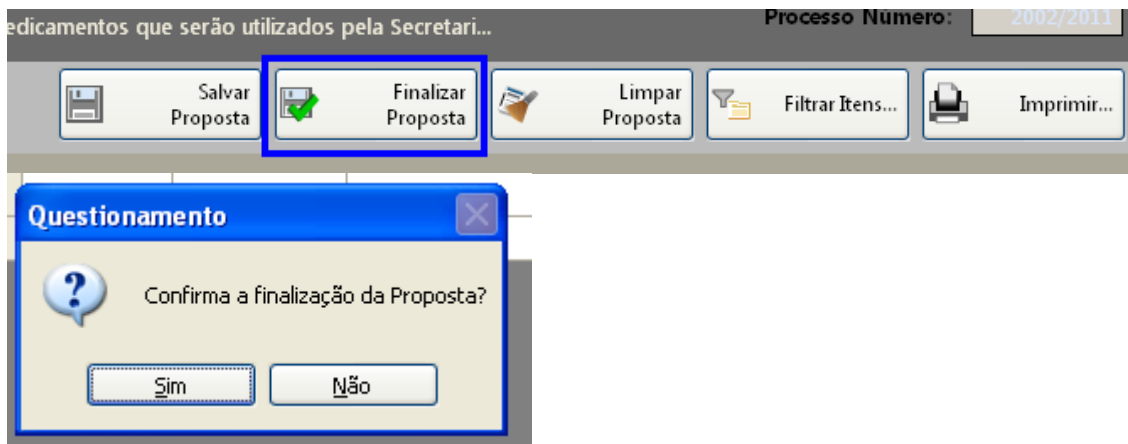 edicamentos que serão utilizados pela Secretari...
Processo Número: 2002/2011
Salvar
Proposta
Finalizar
Proposta
Limpar
Proposta
Filtrar Itens...
Imprimir...
Questionamento
Confirma a finalização da Proposta?
Sim
Não